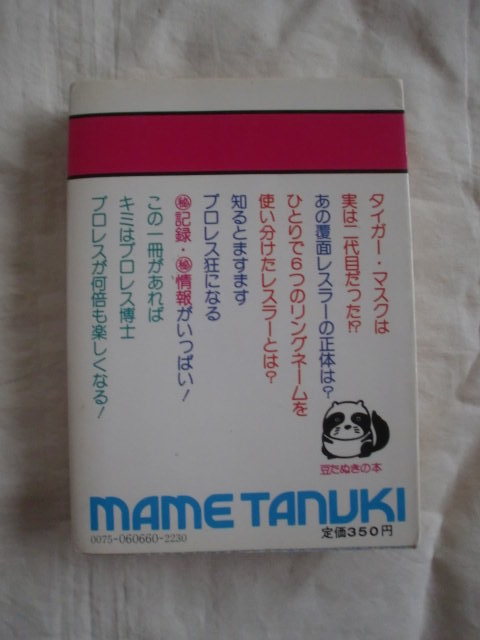 タイガー・マスクは
実は二代目だった!?
あの覆面レスラーの正体は?
ひとりで6つのリングネームを
使い分けたレスラーとは?
知るとますます
プロレス狂になる
㊙記録・㊙情報がいっぱい!
この一冊があれば
キミはプロレス博士
プロレスが何倍も楽しくなる!
豆たぬきの本
MAME TANUKI
0075-060660-2230
定価350円